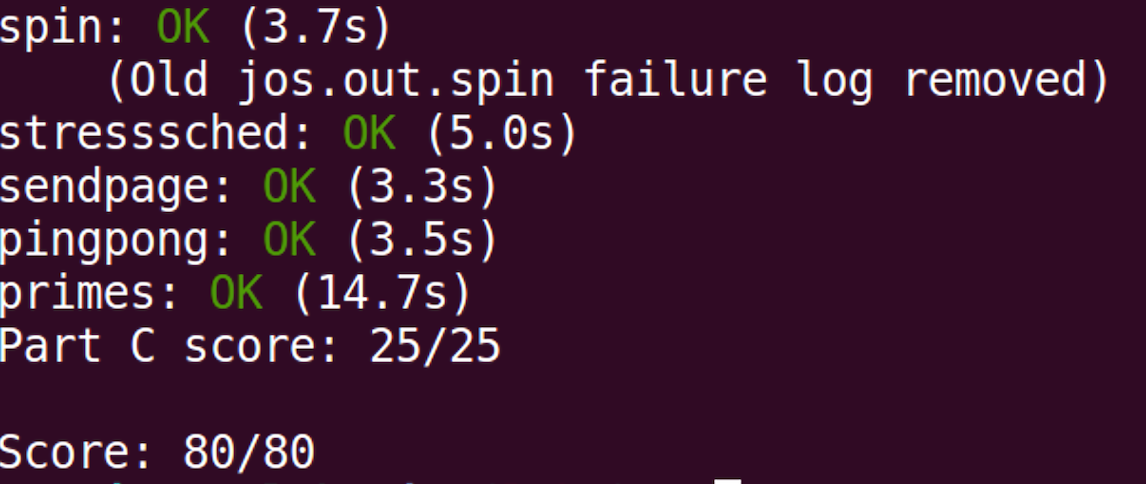 spin: OK (3.7s)
(Old jos.out.spin failure log removed)
stresssched: OK (5.0s)
sendpage: OK (3.3s)
pingpong: OK (3.5s)
primes: OK (14.7s)
Part C score: 25/25
Score: 80/80